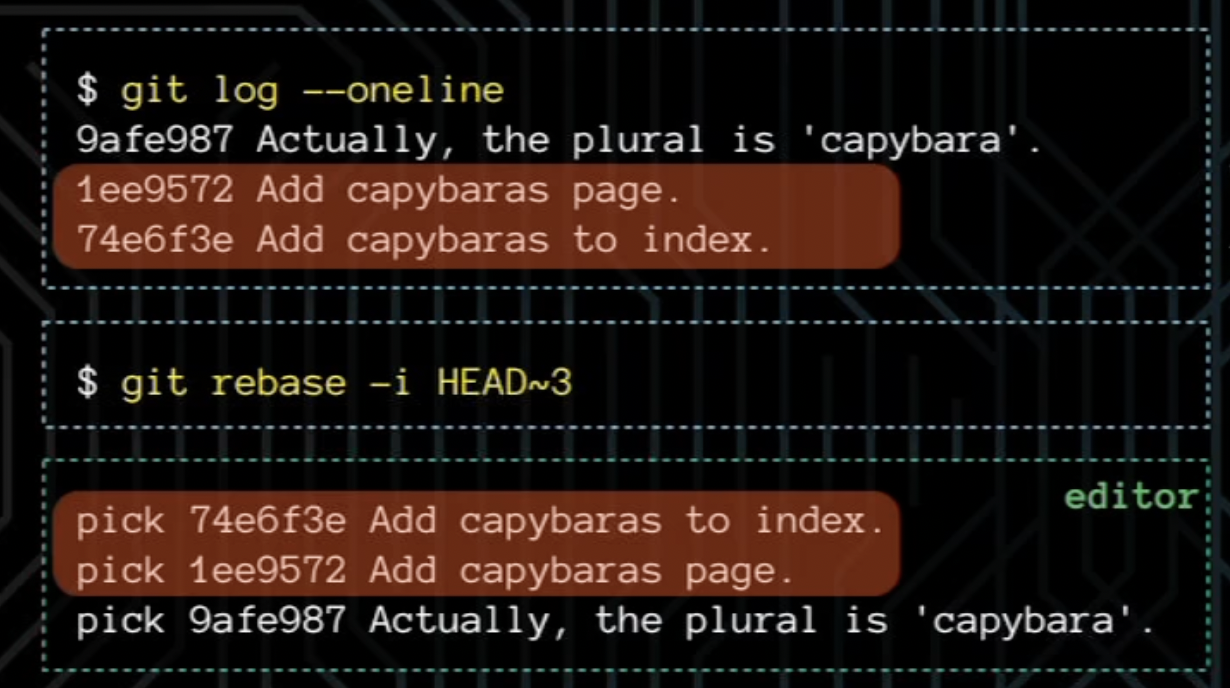 $ git log --oneline
9afe987 Actually, the plural is 'capybara'.
1ee9572 Add capybaras page.
74e6f3e Add capybaras to index.
$ git rebase -i HEAD~3
editor
pick 74e6f3e Add capybaras to index.
pick 1ee9572 Add capybaras page.
pick 9afe987 Actually, the plural is 'capybara'.